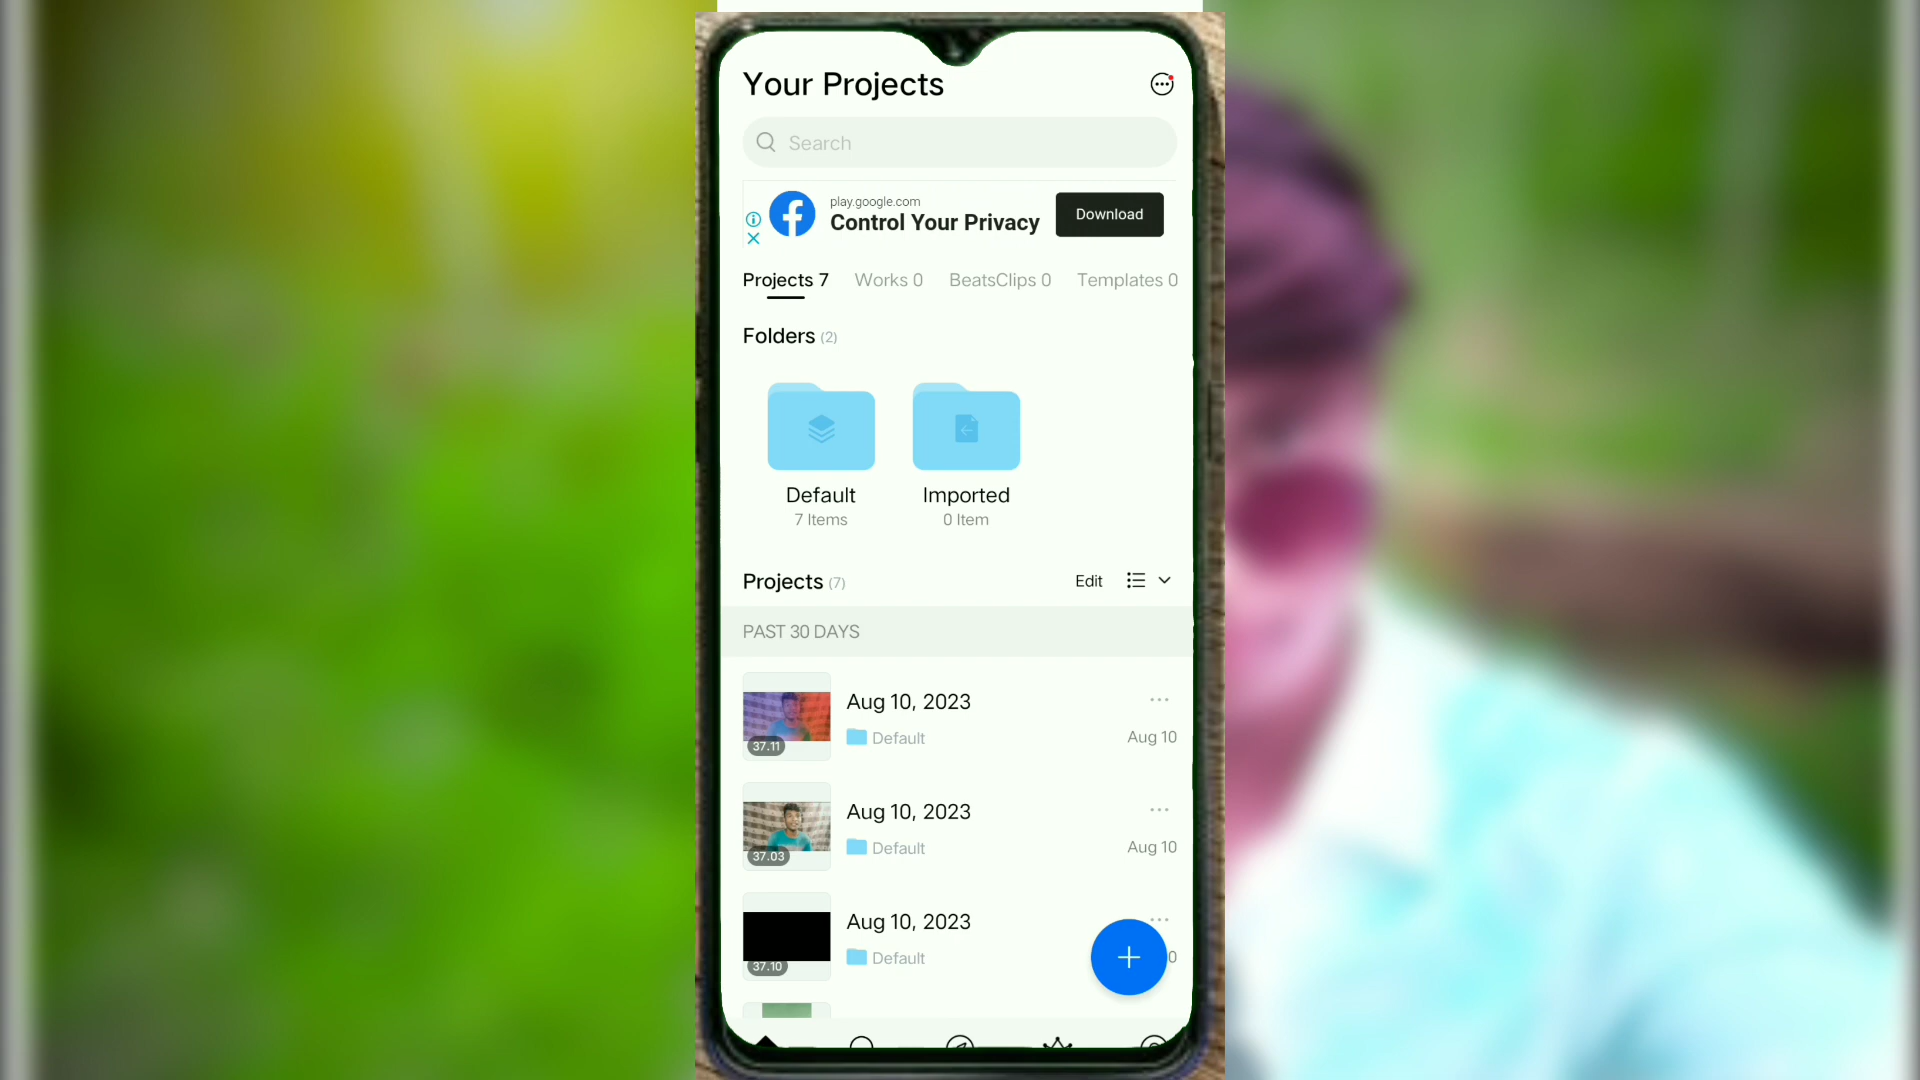 Your Projects
Search
play.google.com
Control Your Privacy
Download
Projects 7 Works 0 BeatsClips 0 Templates 0
Folders (2)
Default
7 Items
Imported
0 Item
Projects (7)
Edit
PAST 30 DAYS
37.11
Aug 10, 2023
Default
Aug 10
37.03
Aug 10, 2023
Default
Aug 10
37.10
Aug 10, 2023
Default
0